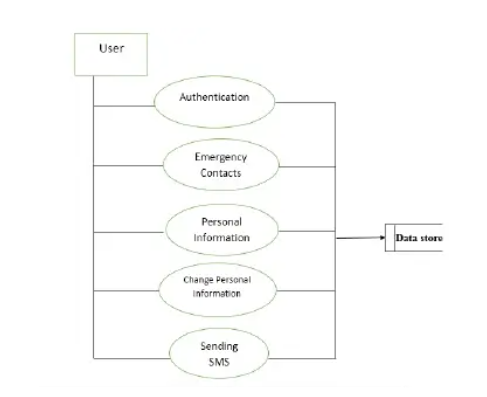 User
Authentication
Emergency
Contacts
Personal
Information
Data store
Change Personal
Information
Sending
SMS